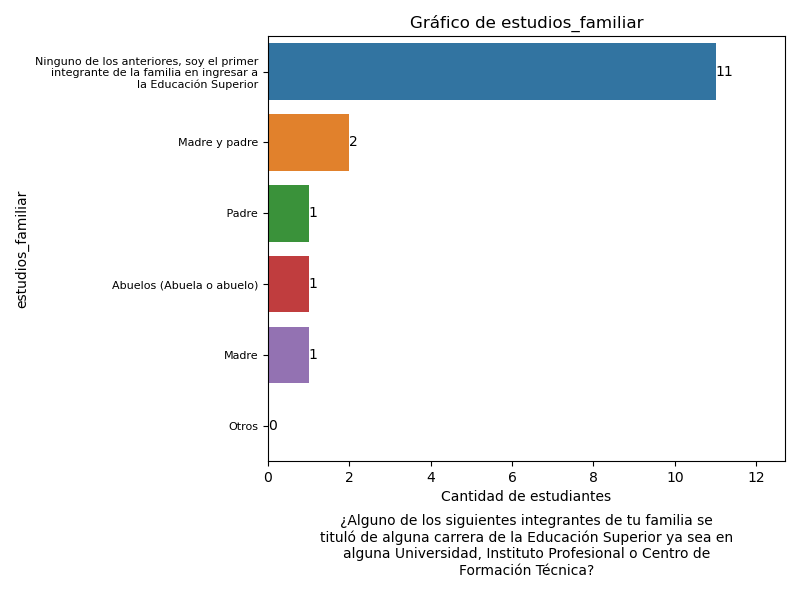 Gráfico de estudios_familiar
estudios_familiar
Ninguno de los anteriores, soy el primer
integrante de la familia en ingresar a
la Educación Superior
11
Madre y padre
2
Padre
1
Abuelos (Abuela o abuelo)
1
Madre
1
Otros
0
0 2 4 6 8 10 12
Cantidad de estudiantes
¿Alguno de los siguientes integrantes de tu familia se
tituló de alguna carrera de la Educación Superior ya sea en
alguna Universidad, Instituto Profesional o Centro de
Formación Técnica?